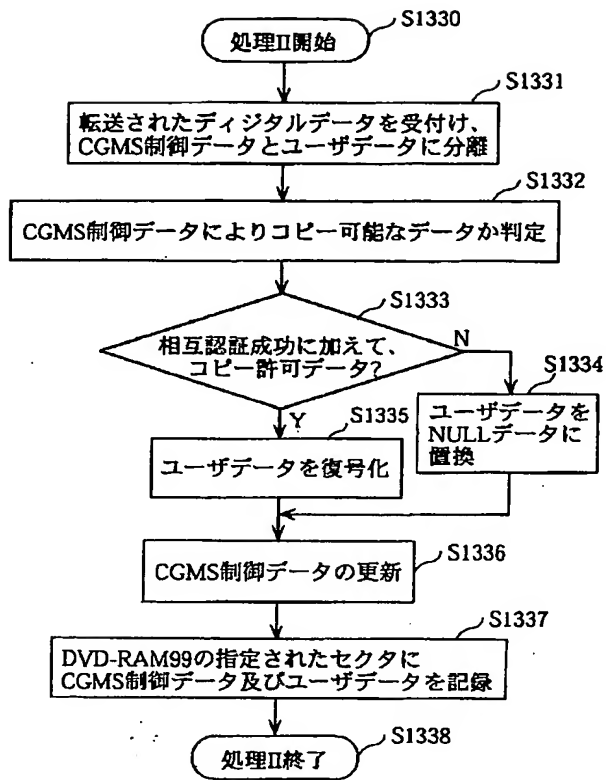 S1330
処理II開始
S1331
転送されたディジタルデータを受付け、
CGMS制御データとユーザデータに分離
S1332
CGMS制御データによりコピー可能なデータか判定
S1333
相互認証成功に加えて、
コピー許可データ?
N
S1334
ユーザデータを
NULLデータに
置換
Y
S1335
ユーザデータを復号化
S1336
CGMS制御データの更新
S1337
DVD-RAM99の指定されたセクタに
CGMS制御データ及びユーザデータを記録
S1338
処理II終了